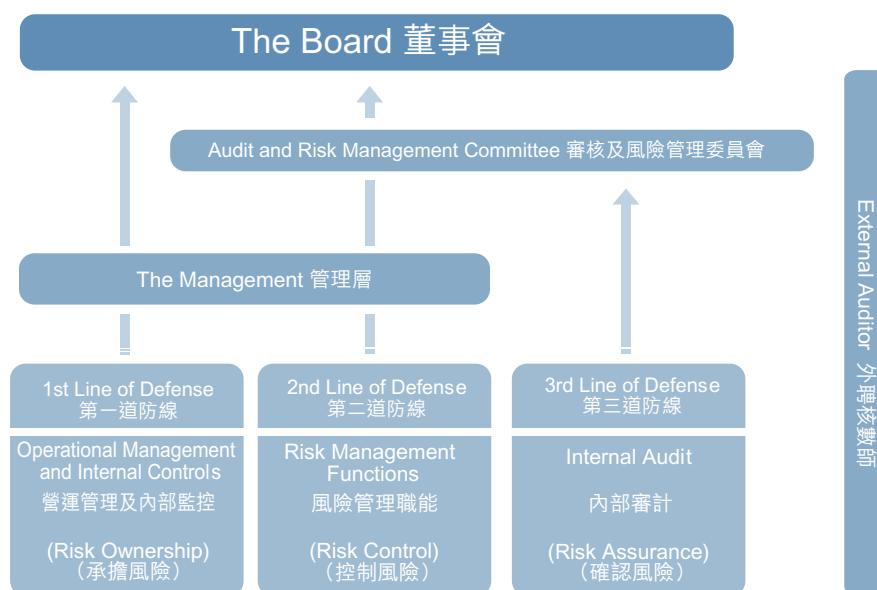 The Board 董事會
Audit and Risk Management Committee 審核及風險管理委員會
The Management 管理層
1st Line of Defense
第一道防線
Operational Management
and Internal Controls
營運管理及內部監控
(Risk Ownership)
（承擔風險）
2nd Line of Defense
第二道防線
Risk Management
Functions
風險管理職能
(Risk Control)
（控制風險）
3rd Line of Defense
第三道防線
Internal Audit
內部審計
(Risk Assurance)
（確認風險）
External Auditor 外聘核數師